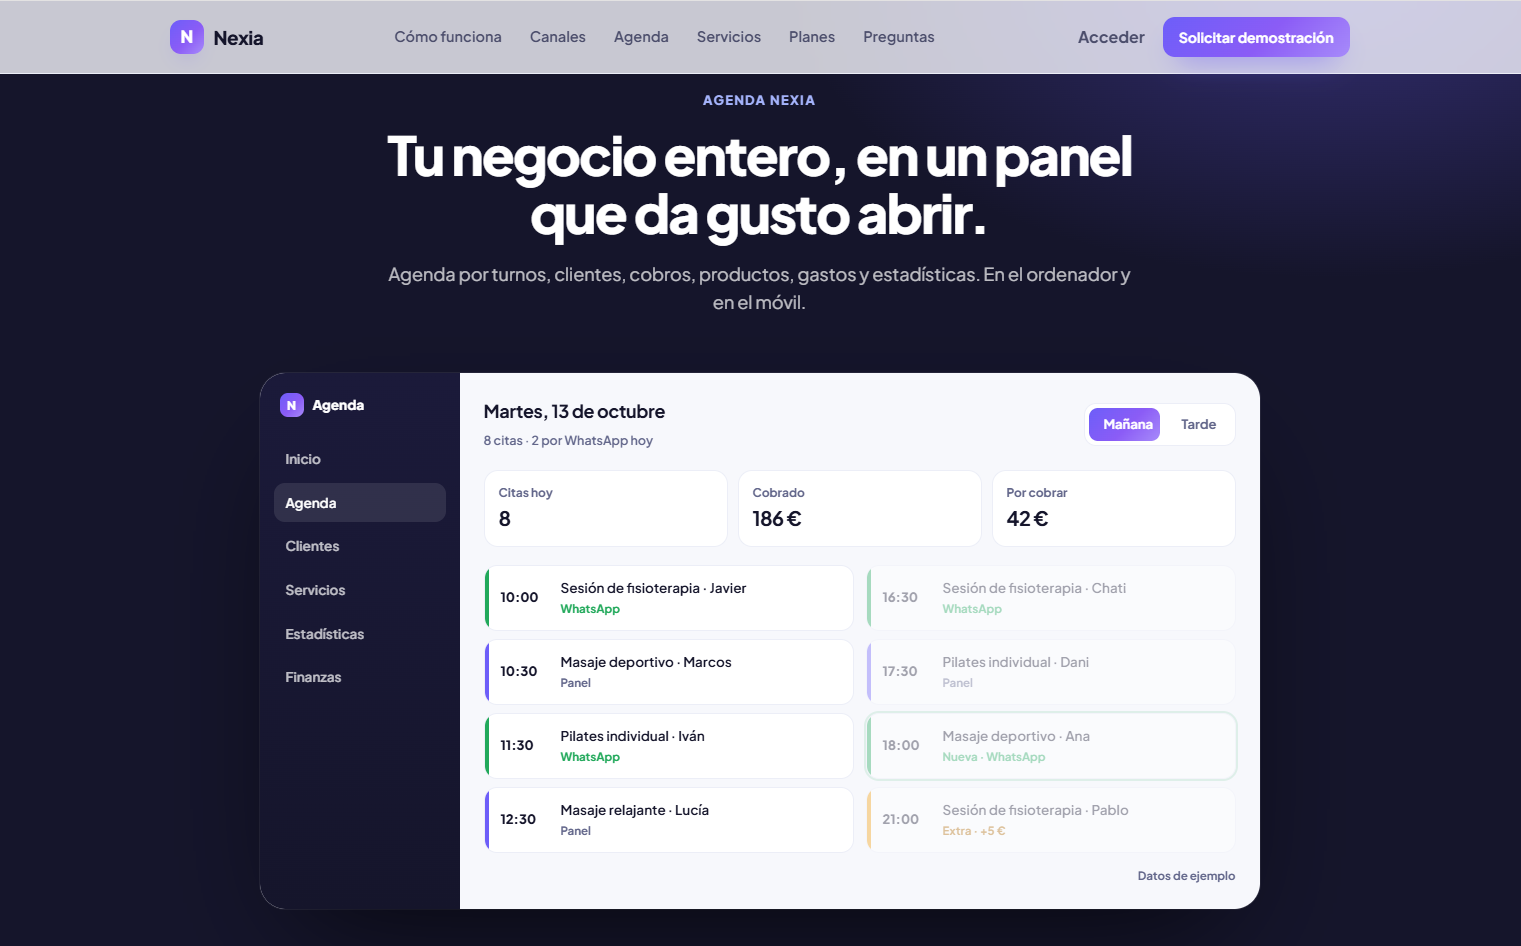 N Nexia
Cómo funciona Canales Agenda Servicios Planes Preguntas
Acceder Solicitar demostración
AGENDA NEXIA
Tu negocio entero, en un panel
que da gusto abrir.
Agenda por turnos, clientes, cobros, productos, gastos y estadísticas. En el ordenador y
en el móvil.
N Agenda
Inicio
Agenda
Clientes
Servicios
Estadísticas
Finanzas
Martes, 13 de octubre
8 citas · 2 por WhatsApp hoy
Mañana Tarde
Citas hoy
8
Cobrado
186 €
Por cobrar
42 €
10:00 Sesión de fisioterapia · Javier
WhatsApp
10:30 Masaje deportivo · Marcos
Panel
11:30 Pilates individual · Iván
WhatsApp
12:30 Masaje relajante · Lucía
Panel
16:30 Sesión de fisioterapia · Chati
WhatsApp
17:30 Pilates individual · Dani
Panel
18:00 Masaje deportivo · Ana
Nueva · WhatsApp
21:00 Sesión de fisioterapia · Pablo
Extra · +5 €
Datos de ejemplo